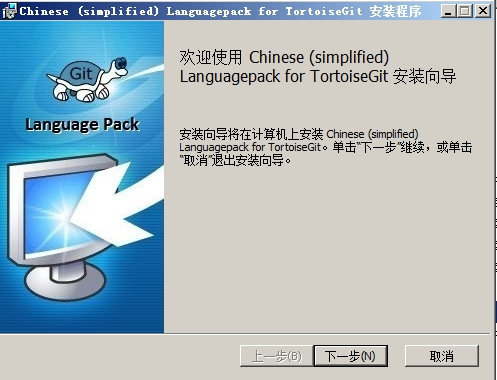 Chinese (simplified) Languagepack for TortoiseGit 安装程序
Git
Language Pack
欢迎使用 Chinese (simplified)
Languagepack for TortoiseGit 安装向导
安装向导将在计算机上安装 Chinese (simplified)
Languagepack for TortoiseGit。单击“下一步”继续，或单击
“取消”退出安装向导。
上一步(B)
下一步(N)
取消